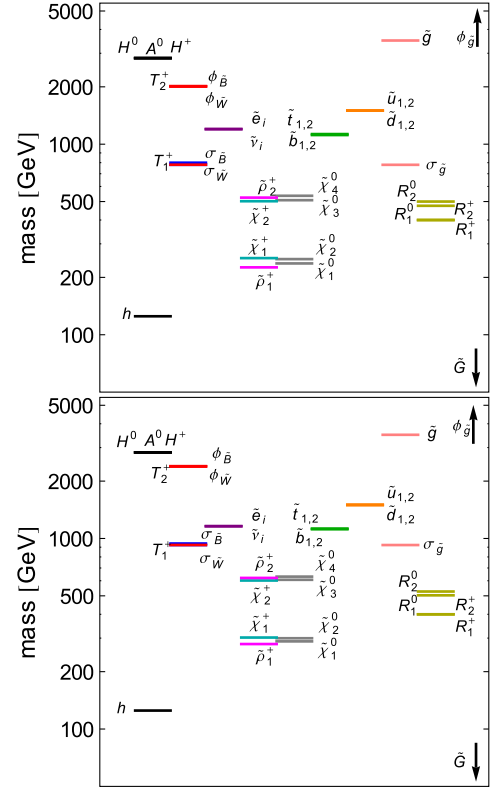 5000
2000
1000
500
200
100
mass [GeV]
H⁰ A⁰ H⁺
T₂⁺
ϕ_B̃
ϕ_W̃
T₁⁺
σ_B̃
σ_W̃
ẽ_i
ν̃_i
ρ̃₂⁺
χ̃₂⁺
χ̃₄⁰
χ̃₃⁰
χ̃₁⁺
ρ̃₁⁺
χ̃₂⁰
χ̃₁⁰
t̃₁,₂
b̃₁,₂
ũ₁,₂
d̃₁,₂
g̃
σ_g̃
ϕ_g̃
R₂⁰
R₁⁰
R₂⁺
R₁⁺
h
G̃
5000
2000
1000
500
200
100
mass [GeV]
H⁰ A⁰ H⁺
T₂⁺
ϕ_B̃
ϕ_W̃
T₁⁺
σ_B̃
σ_W̃
ẽ_i
ν̃_i
ρ̃₂⁺
χ̃₂⁺
χ̃₄⁰
χ̃₃⁰
χ̃₁⁺
ρ̃₁⁺
χ̃₂⁰
χ̃₁⁰
t̃₁,₂
b̃₁,₂
ũ₁,₂
d̃₁,₂
g̃
σ_g̃
ϕ_g̃
R₂⁰
R₁⁰
R₂⁺
R₁⁺
h
G̃